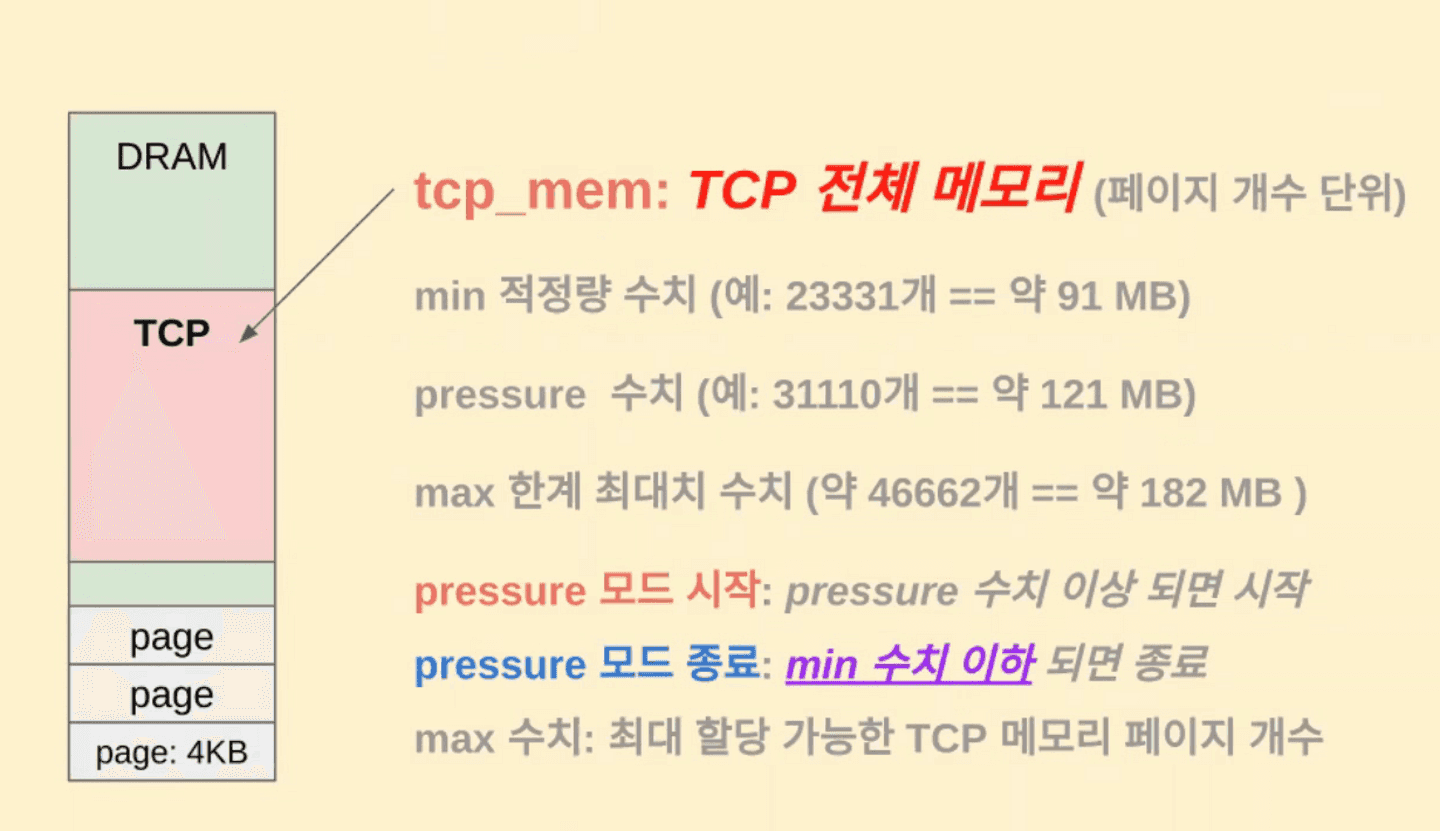 DRAM
TCP
page
page
page: 4KB
tcp_mem: TCP 전체 메모리 (페이지 개수 단위)
min 적정량 수치 (예: 23331개 == 약 91 MB)
pressure 수치 (예: 31110개 == 약 121 MB)
max 한계 최대치 수치 (약 46662개 == 약 182 MB )
pressure 모드 시작: pressure 수치 이상 되면 시작
pressure 모드 종료: min 수치 이하 되면 종료
max 수치: 최대 할당 가능한 TCP 메모리 페이지 개수